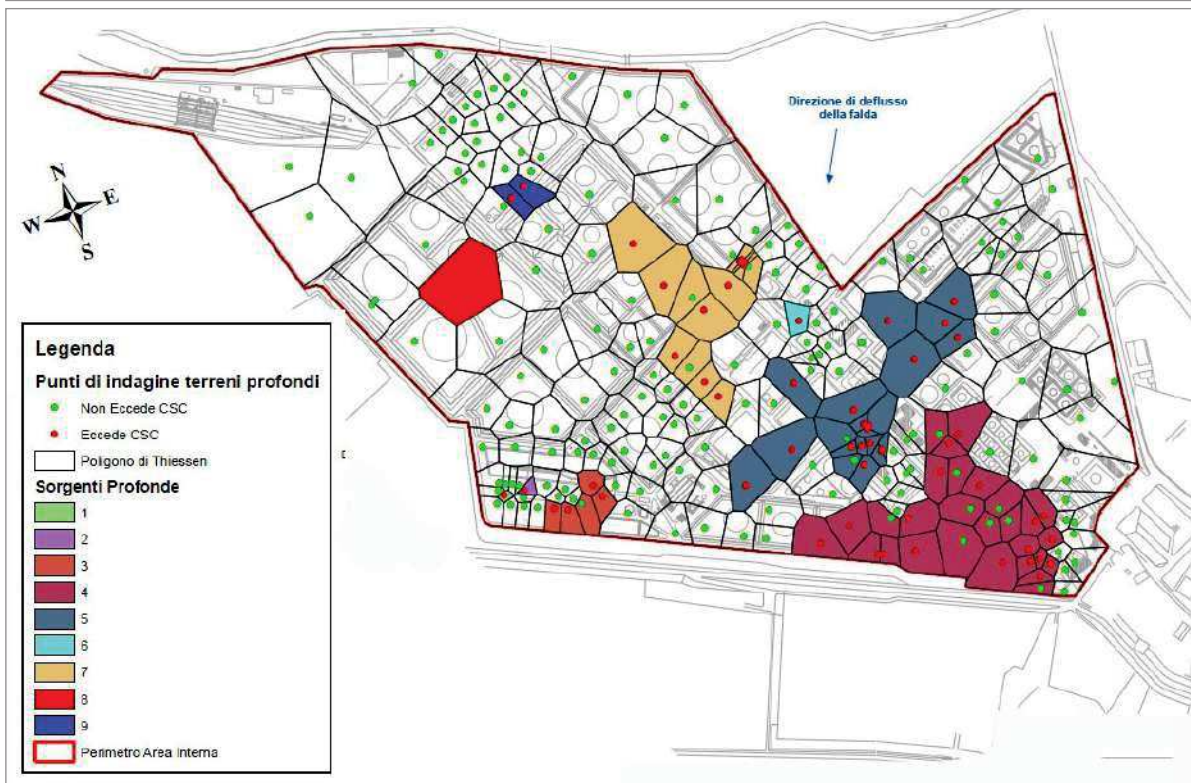 Direzione di deflusso
della falda
N
W
E
S
Legenda
Punti di indagine terreni profondi
Non Eccede CSC
Eccede CSC
Poligono di Thiessen
Sorgenti Profonde
1
2
3
4
5
6
7
8
9
Perimetro Area Interna